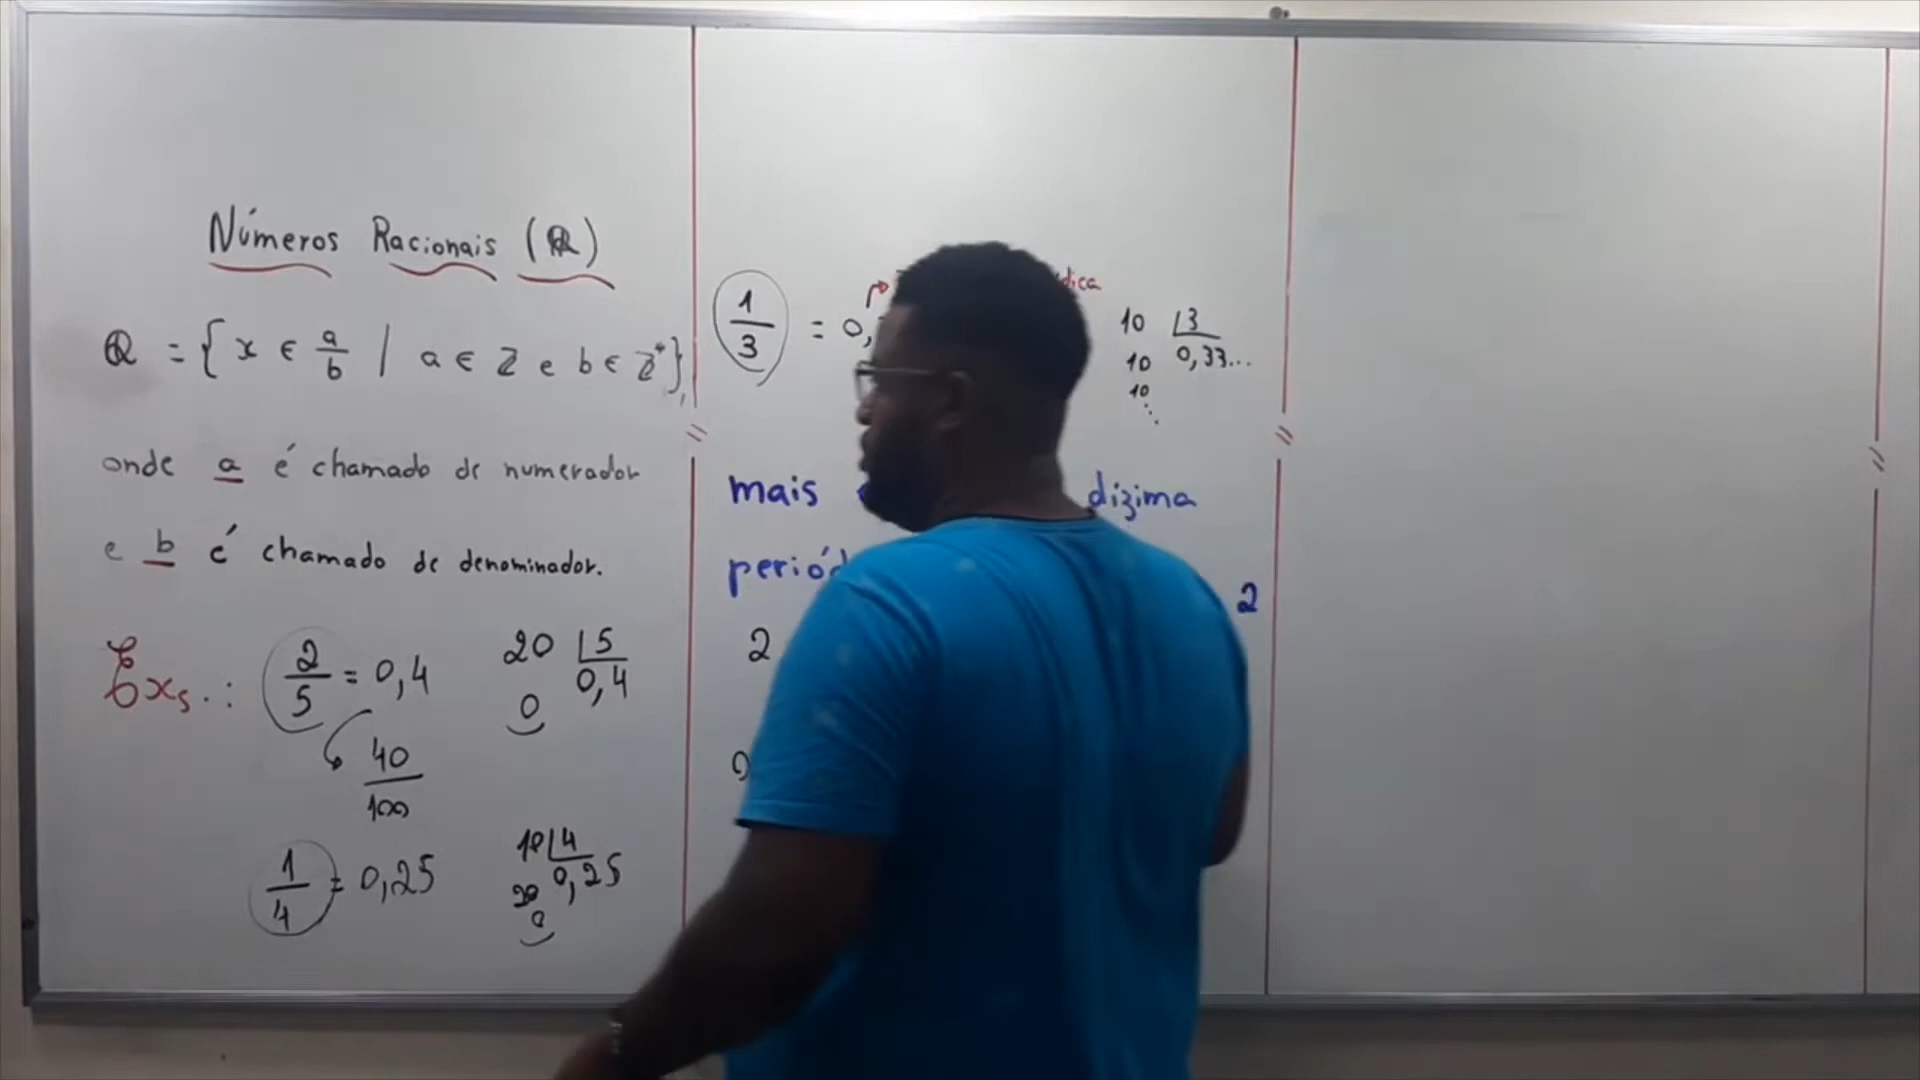 Números Racionais (ℚ)
ℚ = { x ∈ a/b / a ∈ ℤ e b ∈ ℤ* },
onde a é chamado de numerador
e b é chamado de denominador.
Exs.: 2/5 = 0,4
20 | 5
0,4
0
40/100
1/4 = 0,25
10 | 4
20 0,25
0
1/3 = 0,
10 | 3
10 0,33...
10
mais dizima
2
2